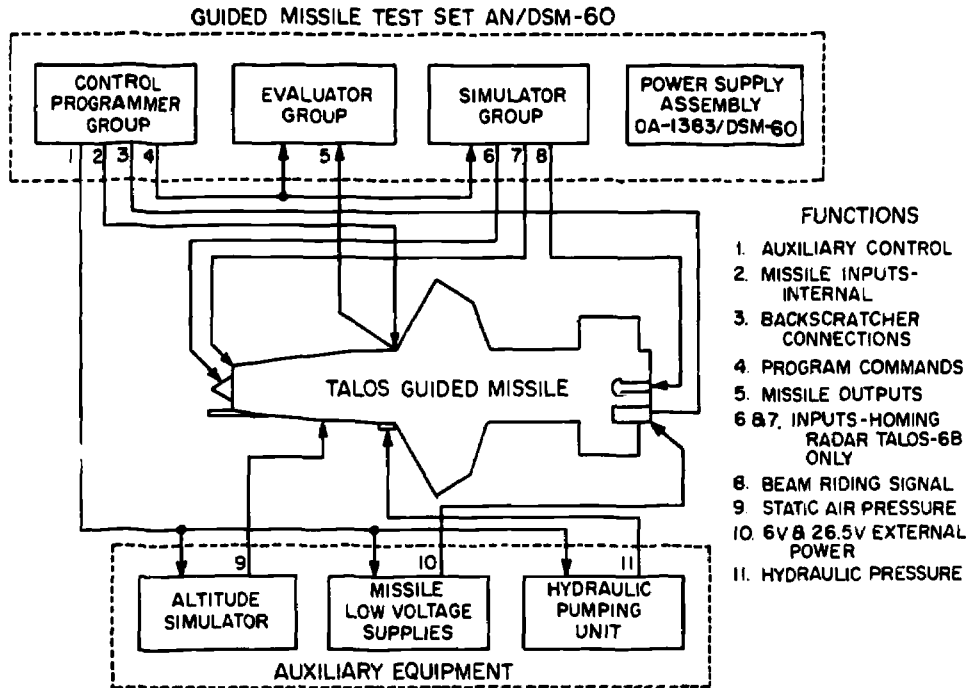 GUIDED MISSILE TEST SET AN/DSM-60
CONTROL
PROGRAMMER
GROUP
EVALUATOR
GROUP
SIMULATOR
GROUP
POWER SUPPLY
ASSEMBLY
OA-1383/DSM-60
1 2 3 4
5
6 7 8
TALOS GUIDED MISSILE
FUNCTIONS
1. AUXILIARY CONTROL
2. MISSILE INPUTS-
INTERNAL
3. BACKSCRATCHER
CONNECTIONS
4. PROGRAM COMMANDS
5. MISSILE OUTPUTS
6 & 7. INPUTS-HOMING
RADAR TALOS-6B
ONLY
8. BEAM RIDING SIGNAL
9. STATIC AIR PRESSURE
10. 6V & 26.5V EXTERNAL
POWER
11. HYDRAULIC PRESSURE
9
10
11
ALTITUDE
SIMULATOR
MISSILE
LOW VOLTAGE
SUPPLIES
HYDRAULIC
PUMPING
UNIT
AUXILIARY EQUIPMENT